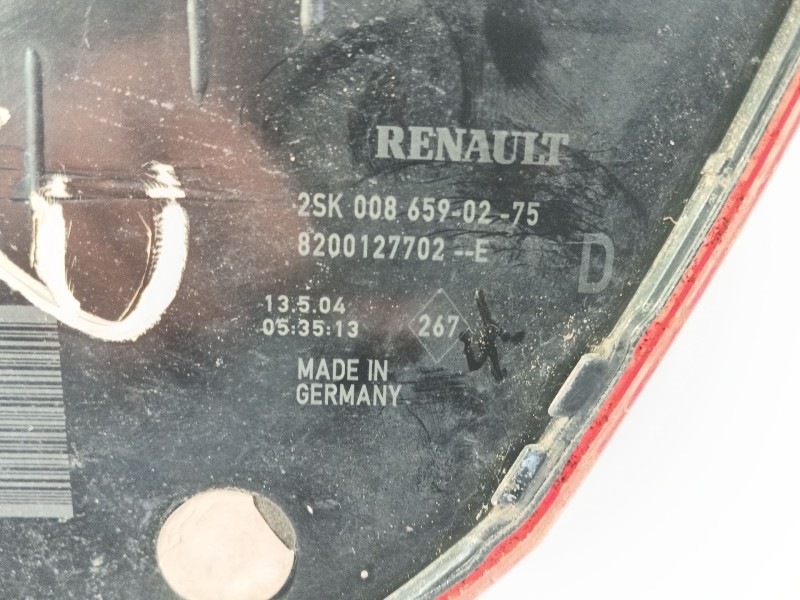 RENAULT
2SK 008 659-02-75
8200127702--E
D
13.5.04
05:35:13
267
MADE IN
GERMANY